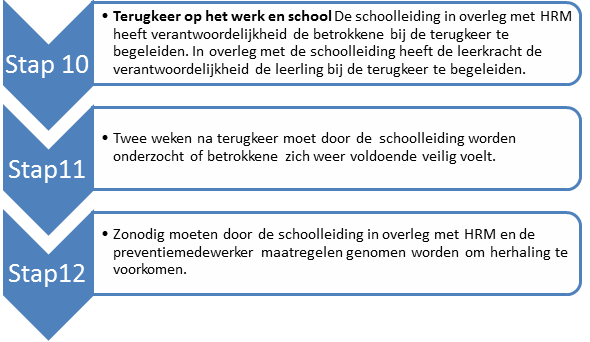 Stap 10
• Terugkeer op het werk en school De schoolleiding in overleg met HRM
heeft verantwoordelijkheid de betrokkene bij de terugkeer te
begeleiden. In overleg met de schoolleiding heeft de leerkracht de
verantwoordelijkheid de leerling bij de terugkeer te begeleiden.
Stap11
• Twee weken na terugkeer moet door de schoolleiding worden
onderzocht of betrokkene zich weer voldoende veilig voelt.
Stap12
• Zonodig moeten door de schoolleiding in overleg met HRM en de
preventiemedewerker maatregelen genomen worden om herhaling te
voorkomen.